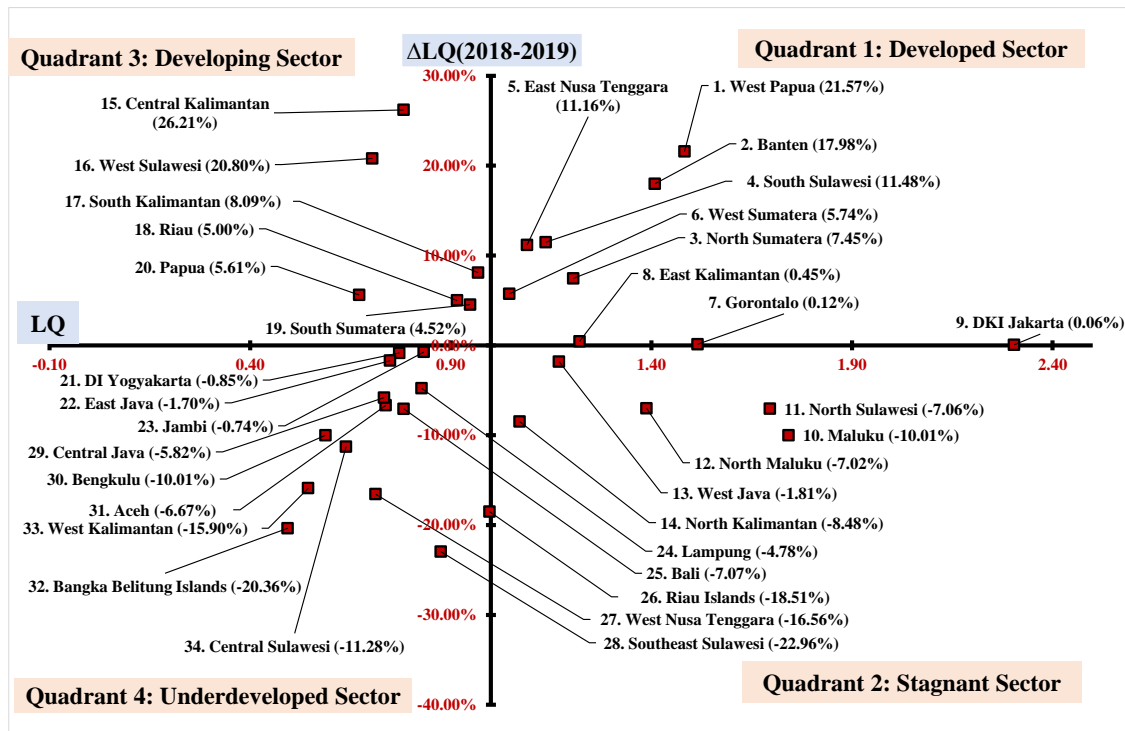 Quadrant 3: Developing Sector
ΔLQ(2018-2019)
Quadrant 1: Developed Sector
30.00%
5. East Nusa Tenggara
(11.16%)
1. West Papua (21.57%)
15. Central Kalimantan
(26.21%)
2. Banten (17.98%)
16. West Sulawesi (20.80%)
20.00%
4. South Sulawesi (11.48%)
17. South Kalimantan (8.09%)
6. West Sumatera (5.74%)
18. Riau (5.00%)
3. North Sumatera (7.45%)
10.00%
20. Papua (5.61%)
8. East Kalimantan (0.45%)
7. Gorontalo (0.12%)
LQ
19. South Sumatera (4.52%)
9. DKI Jakarta (0.06%)
0.00%
-0.10
0.40
0.90
1.40
1.90
2.40
21. DI Yogyakarta (-0.85%)
22. East Java (-1.70%)
23. Jambi (-0.74%)
11. North Sulawesi (-7.06%)
-10.00%
10. Maluku (-10.01%)
29. Central Java (-5.82%)
12. North Maluku (-7.02%)
30. Bengkulu (-10.01%)
13. West Java (-1.81%)
31. Aceh (-6.67%)
14. North Kalimantan (-8.48%)
33. West Kalimantan (-15.90%)
-20.00%
24. Lampung (-4.78%)
25. Bali (-7.07%)
32. Bangka Belitung Islands (-20.36%)
26. Riau Islands (-18.51%)
-30.00%
27. West Nusa Tenggara (-16.56%)
34. Central Sulawesi (-11.28%)
28. Southeast Sulawesi (-22.96%)
Quadrant 4: Underdeveloped Sector
Quadrant 2: Stagnant Sector
-40.00%